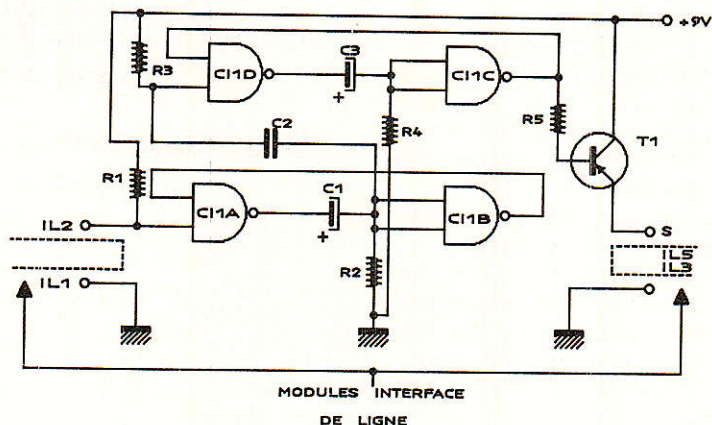 +9V
C3
R3
CI1D
CI1C
R4
R5
C2
T1
R1
C1
CI1A
CI1B
IL2
S
IL5
IL3
R2
IL1
+
+
MODULES INTERFACE
DE LIGNE